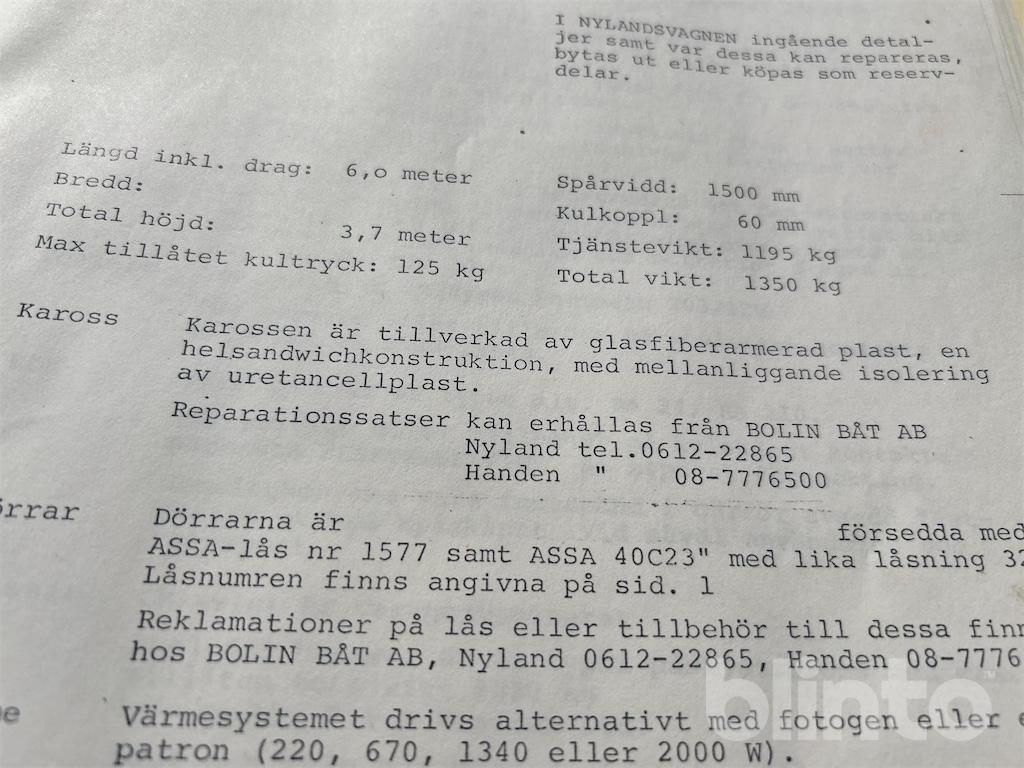 I NYLANDSVAGNEN ingående detal-
jer samt var dessa kan repareras,
bytas ut eller köpas som reserv-
delar.
Längd inkl. drag: 6,o meter
Bredd:
Total höjd: 3,7 meter
Max tillåtet kultryck: 125 kg
Spårvidd: 1500 mm
Kulkoppl: 60 mm
Tjänstevikt: 1195 kg
Total vikt: 1350 kg
Kaross Karossen är tillverkad av glasfiberarmerad plast, en
helsandwichkonstruktion, med mellanliggande isolering
av uretancellplast.
Reparationssatser kan erhållas från BOLIN BÅT AB
Nyland tel.0612-22865
Handen " 08-7776500
örrar Dörrarna är försedda med
ASSA-lås nr 1577 samt ASSA 40C23" med lika låsning 32
Låsnumren finns angivna på sid. 1
Reklamationer på lås eller tillbehör till dessa finn
hos BOLIN BÅT AB, Nyland 0612-22865, Handen 08-7776
Värmesystemet drivs alternativt med fotogen eller e
patron (220, 670, 1340 eller 2000 W).
blinto™